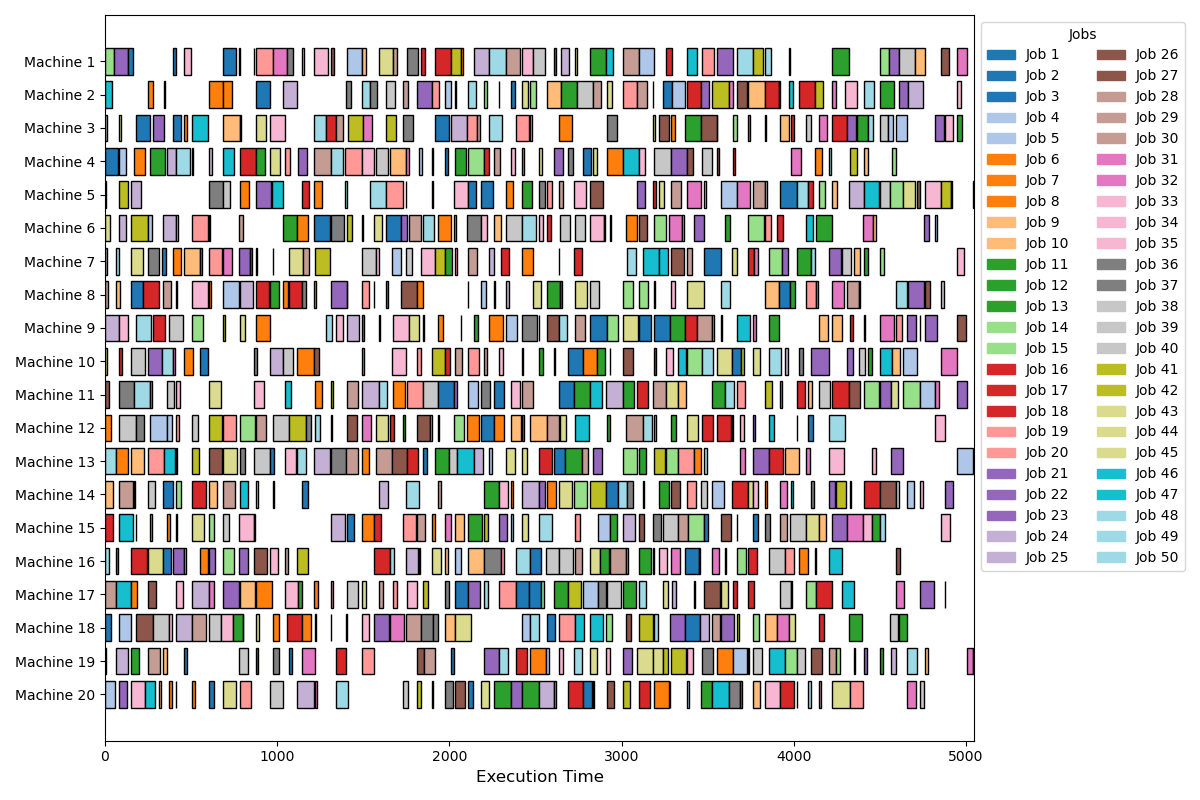 Machine 1
Machine 2
Machine 3
Machine 4
Machine 5
Machine 6
Machine 7
Machine 8
Machine 9
Machine 10
Machine 11
Machine 12
Machine 13
Machine 14
Machine 15
Machine 16
Machine 17
Machine 18
Machine 19
Machine 20
0 1000 2000 3000 4000 5000
Execution Time
Jobs
Job 1
Job 2
Job 3
Job 4
Job 5
Job 6
Job 7
Job 8
Job 9
Job 10
Job 11
Job 12
Job 13
Job 14
Job 15
Job 16
Job 17
Job 18
Job 19
Job 20
Job 21
Job 22
Job 23
Job 24
Job 25
Job 26
Job 27
Job 28
Job 29
Job 30
Job 31
Job 32
Job 33
Job 34
Job 35
Job 36
Job 37
Job 38
Job 39
Job 40
Job 41
Job 42
Job 43
Job 44
Job 45
Job 46
Job 47
Job 48
Job 49
Job 50